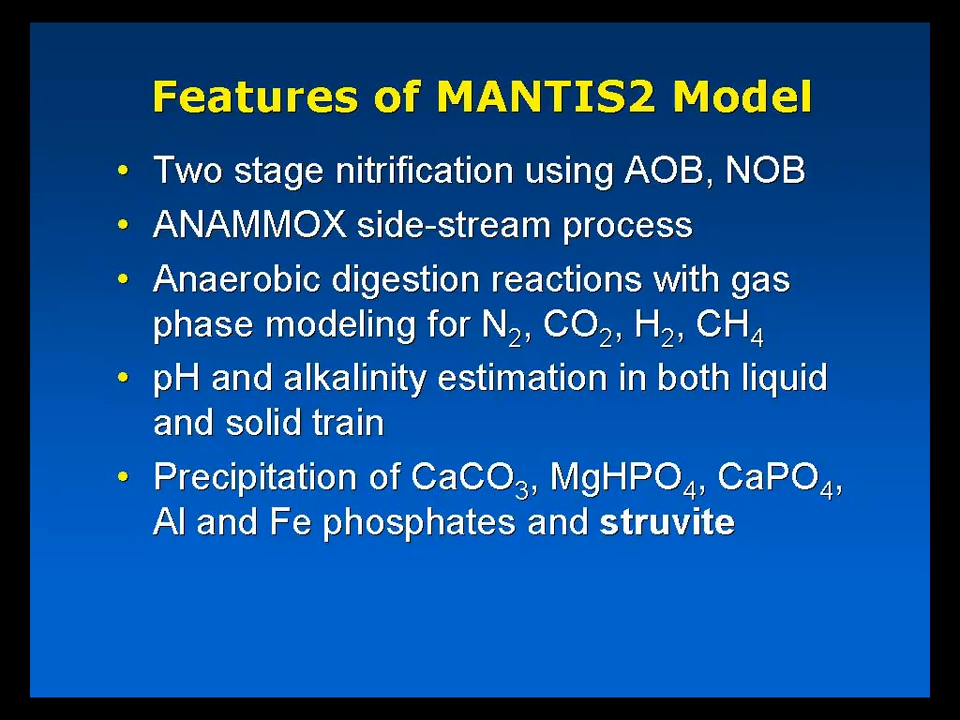 Features of MANTIS2 Model
• Two stage nitrification using AOB, NOB
• ANAMMOX side-stream process
• Anaerobic digestion reactions with gas
phase modeling for N₂, CO₂, H₂, CH₄
• pH and alkalinity estimation in both liquid
and solid train
• Precipitation of CaCO₃, MgHPO₄, CaPO₄,
Al and Fe phosphates and struvite